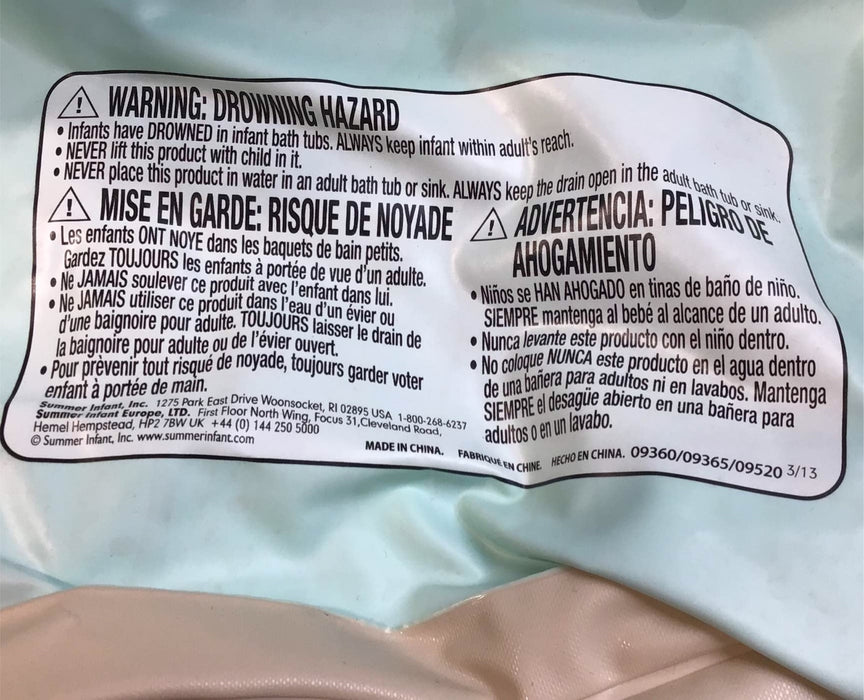 WARNING: DROWNING HAZARD
• Infants have DROWNED in infant bath tubs. ALWAYS keep infant within adult's reach.
• NEVER lift this product with child in it.
• NEVER place this product in water in an adult bath tub or sink. ALWAYS keep the drain open in the adult bath tub or sink.
MISE EN GARDE: RISQUE DE NOYADE
• Les enfants ONT NOYE dans les baquets de bain petits.
Gardez TOUJOURS les enfants à portée de vue d'un adulte.
• Ne JAMAIS soulever ce produit avec l'enfant dans lui.
• Ne JAMAIS utiliser ce produit dans l'eau d'un évier ou
d'une baignoire pour adulte. TOUJOURS laisser le drain de
la baignoire pour adulte ou de l'évier ouvert.
• Pour prèvenir tout risqué de noyade, toujours garder voter
enfant à portée de main.
ADVERTENCIA: PELIGRO DE
AHOGAMIENTO
• Niños se HAN AHOGADO en tinas de baño de niño.
SIEMPRE mantenga al bebé al alcance de un adulto.
• Nunca levante este producto con el niño dentro.
• No coloque NUNCA este producto en el agua dentro
de una bañera para adultos ni en lavabos. Mantenga
SIEMPRE el desagüe abierto en una bañera para
adultos o en un lavabo.
Summer Infant, Inc. 1275 Park East Drive Woonsocket, RI 02895 USA 1-800-268-6237
Summer Infant Europe, LTD. First Floor North Wing, Focus 31,Cleveland Road,
Hemel Hempstead, HP2 7BW UK +44 (0) 144 250 5000
© Summer Infant, Inc. www.summerinfant.com
MADE IN CHINA. FABRIQUÉ EN CHINE. HECHO EN CHINA. 09360/09365/09520 3/13